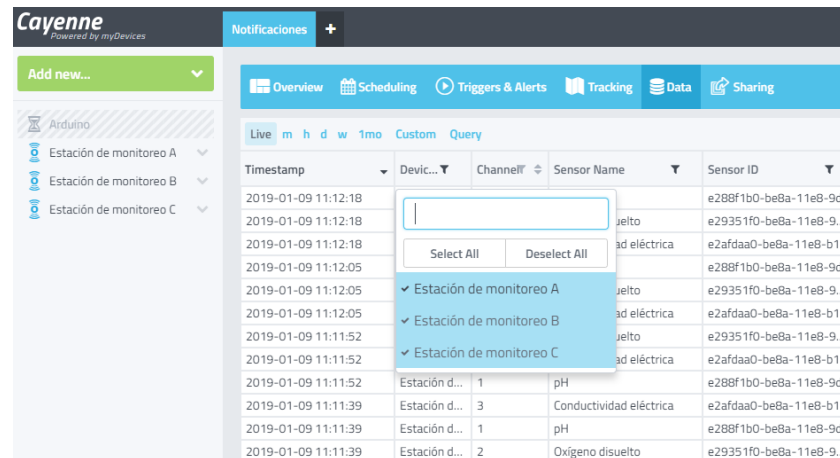 Cayenne
Powered by myDevices
Notificaciones +
Add new...
Overview Scheduling Triggers & Alerts Tracking Data Sharing
Arduino
Estación de monitoreo A
Estación de monitoreo B
Estación de monitoreo C
Live m h d w 1mo Custom Query
Timestamp Devic... Channel Sensor Name Sensor ID
2019-01-09 11:12:18 e288f1b0-be8a-11e8-9c
2019-01-09 11:12:18 uelto e29351f0-be8a-11e8-9..
2019-01-09 11:12:18 ad eléctrica e2afdaa0-be8a-11e8-b1
2019-01-09 11:12:05 e288f1b0-be8a-11e8-9c
2019-01-09 11:12:05 uelto e29351f0-be8a-11e8-9..
2019-01-09 11:12:05 ad eléctrica e2afdaa0-be8a-11e8-b1
2019-01-09 11:11:52 uelto e29351f0-be8a-11e8-9..
2019-01-09 11:11:52 ad eléctrica e2afdaa0-be8a-11e8-b1
Select All Deselect All
Estación de monitoreo A
Estación de monitoreo B
Estación de monitoreo C
2019-01-09 11:11:52 Estación d... 1 pH e288f1b0-be8a-11e8-9c
2019-01-09 11:11:39 Estación d... 3 Conductividad eléctrica e2afdaa0-be8a-11e8-b1
2019-01-09 11:11:39 Estación d... 1 pH e288f1b0-be8a-11e8-9c
2019-01-09 11:11:39 Estación d... 2 Oxígeno disuelto e29351f0-be8a-11e8-9..